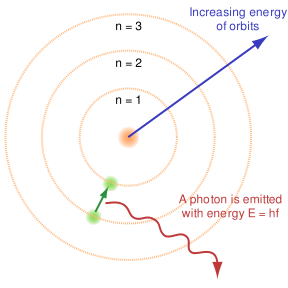 Increasing energy
of orbits
n = 3
n = 2
n = 1
A photon is emitted
with energy E = hf